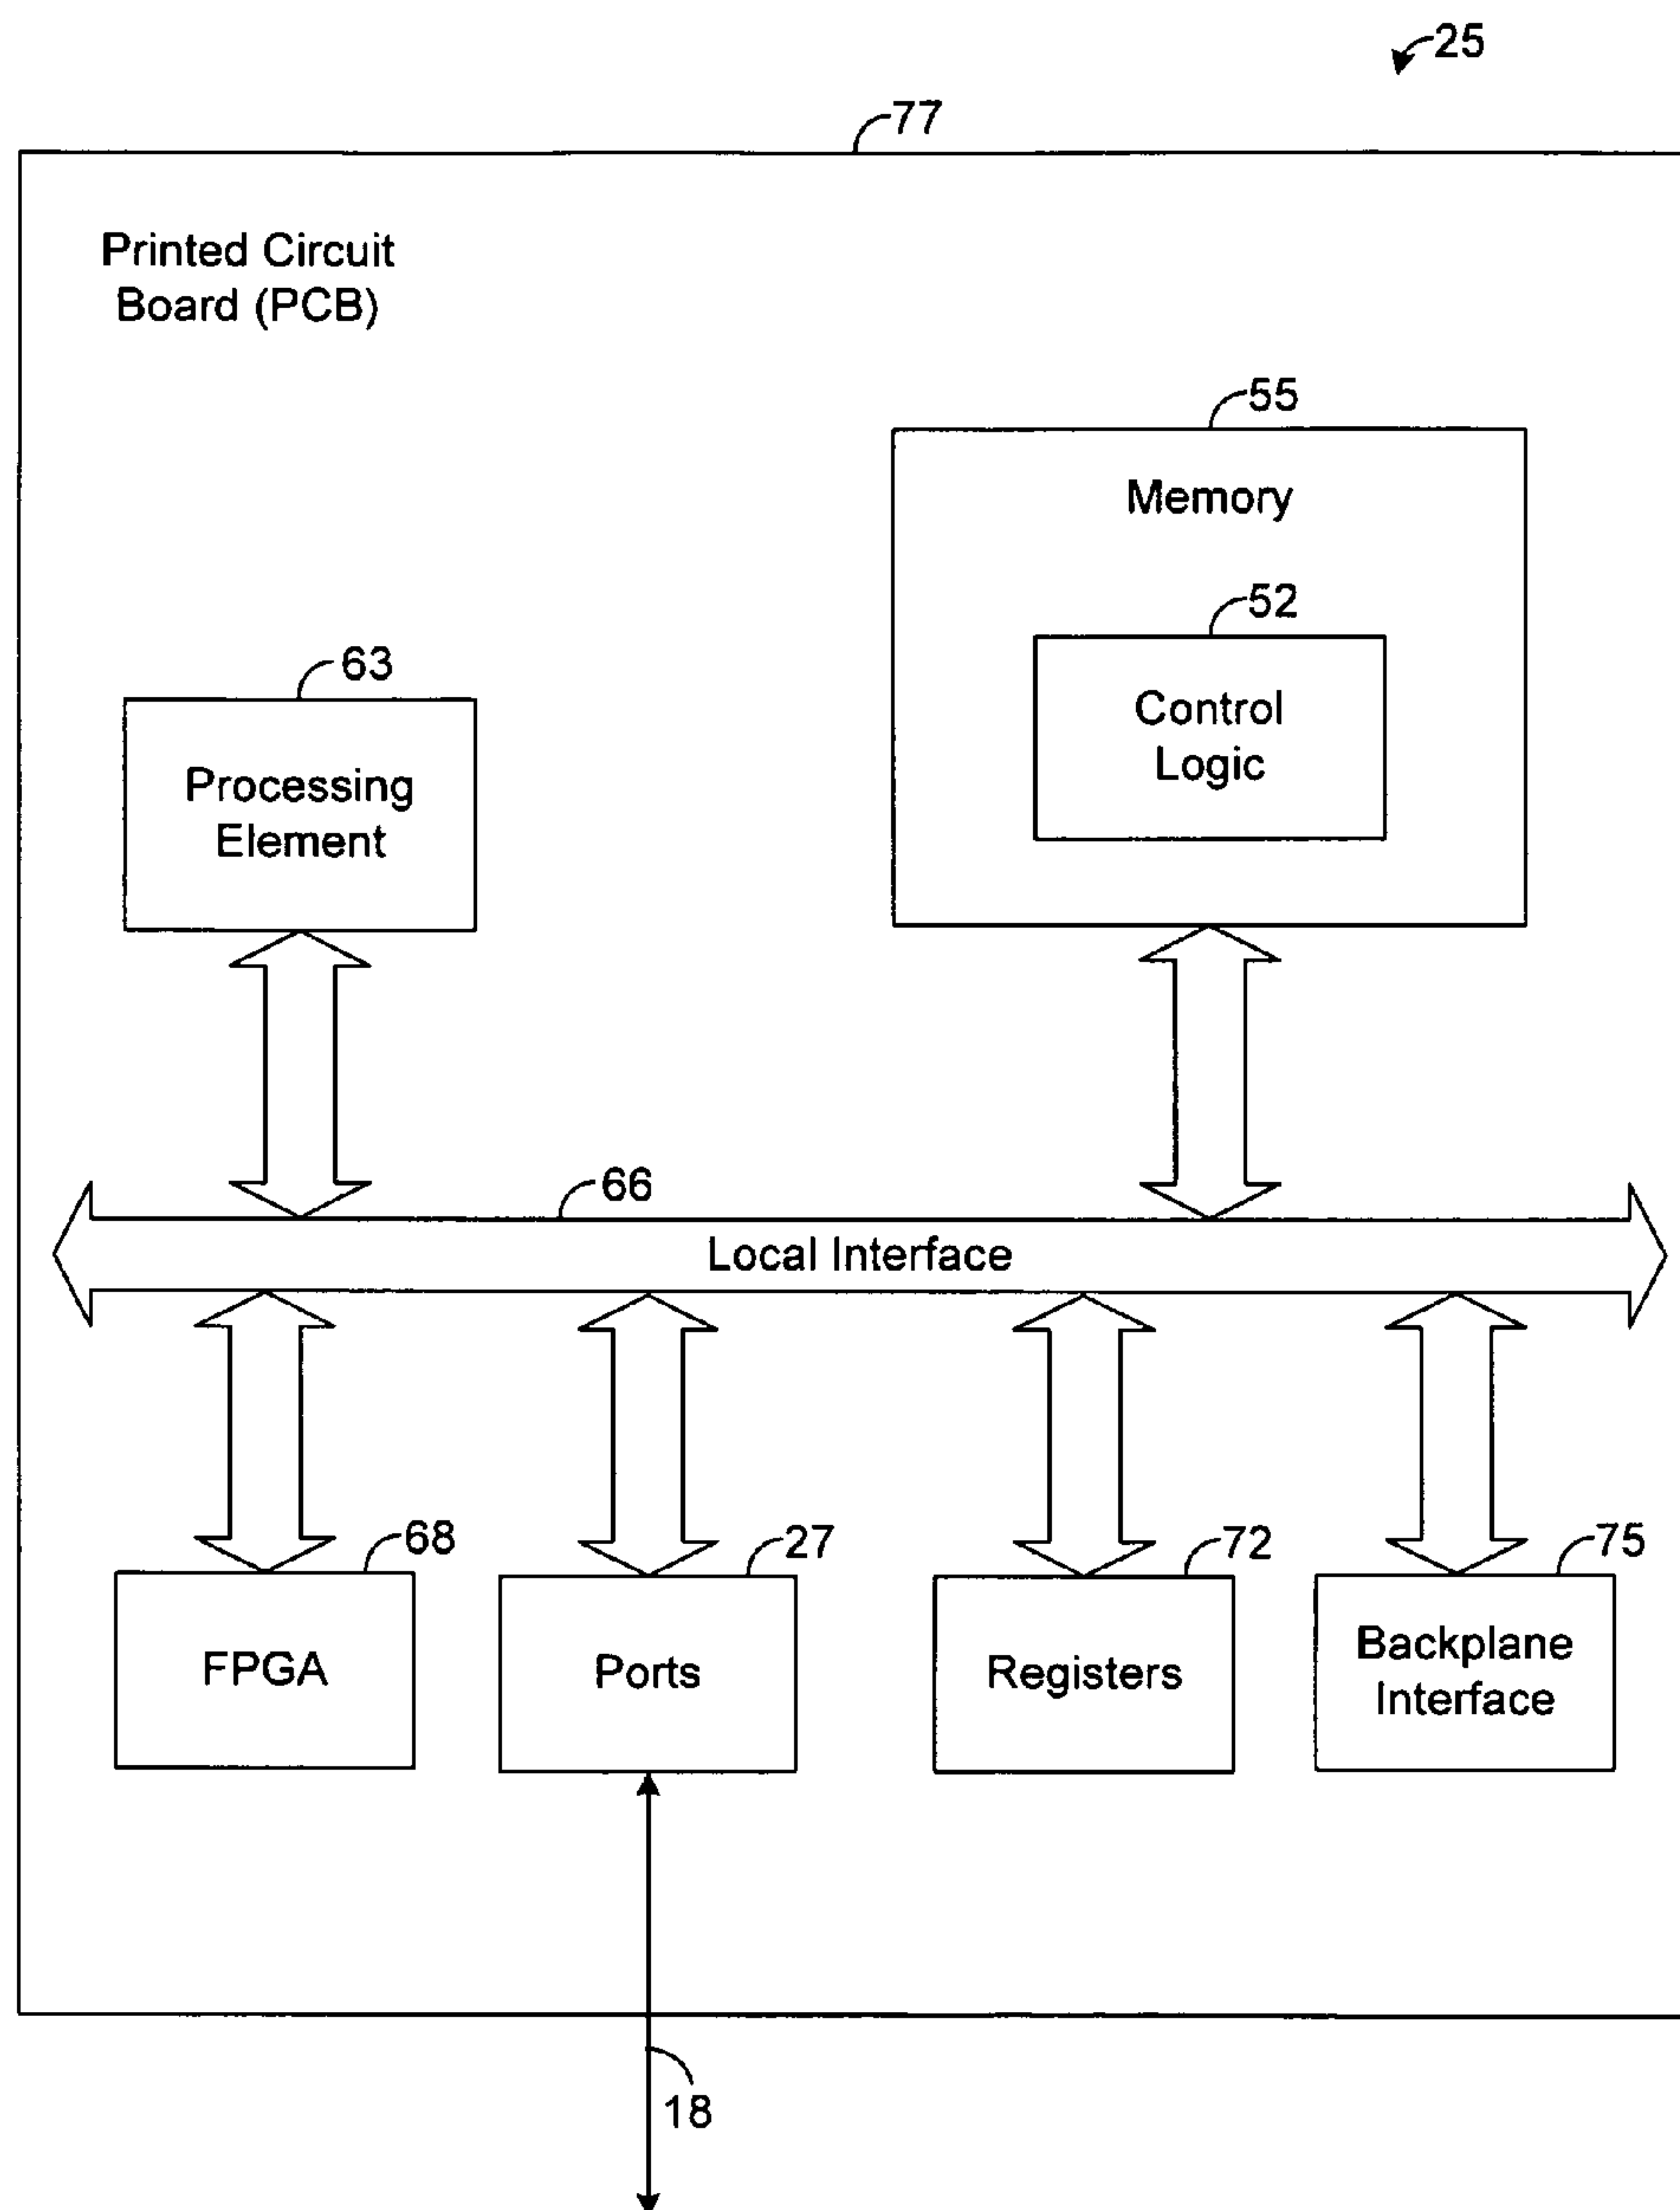 25
77
Printed Circuit
Board (PCB)
55
Memory
52
Control
Logic
63
Processing
Element
66
Local Interface
68
FPGA
27
Ports
72
Registers
75
Backplane
Interface
18